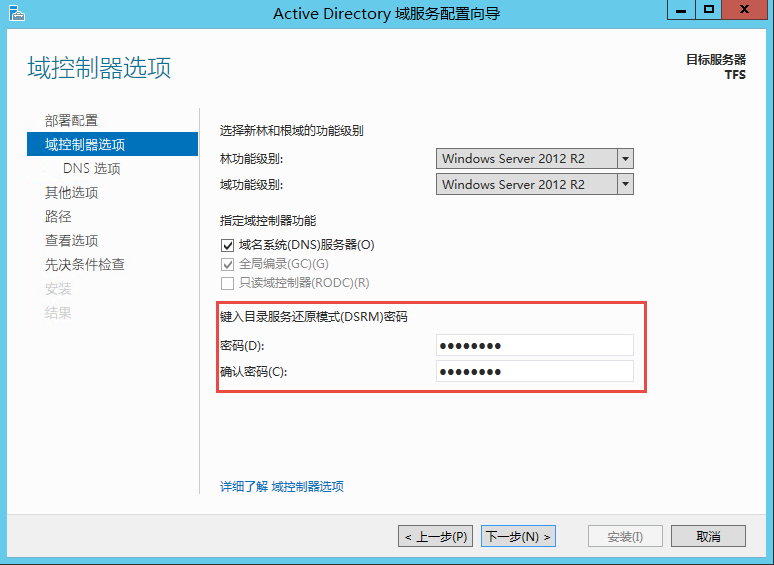 Active Directory 域服务配置向导
域控制器选项
目标服务器
TFS
部署配置
域控制器选项
DNS 选项
其他选项
路径
查看选项
先决条件检查
安装
结果
选择新林和根域的功能级别
林功能级别: Windows Server 2012 R2
域功能级别: Windows Server 2012 R2
指定域控制器功能
域名系统(DNS)服务器(O)
全局编录(GC)(G)
只读域控制器(RODC)(R)
键入目录服务还原模式(DSRM)密码
密码(D): ●●●●●●●●
确认密码(C): ●●●●●●●●
详细了解 域控制器选项
< 上一步(P) 下一步(N) > 安装(I) 取消